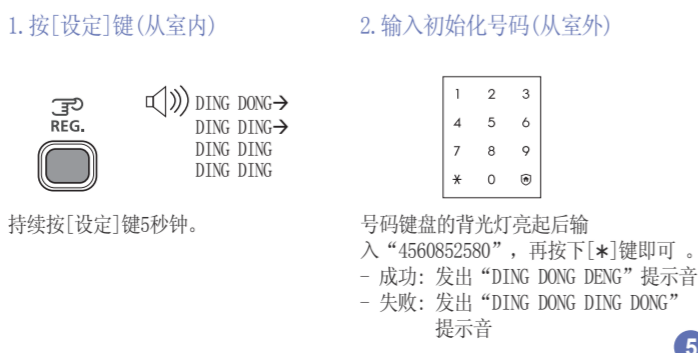 1.按[设定]键(从室内)
REG.
DING DONG→
DING DING→
DING DING
DING DING
持续按[设定]键5秒钟。
2.输入初始化号码(从室外)
1 2 3
4 5 6
7 8 9
* 0
号码键盘的背光灯亮起后输
入“4560852580”，再按下[*]键即可 。
- 成功: 发出“DING DONG DENG”提示音
- 失败: 发出“DING DONG DING DONG”
提示音
5